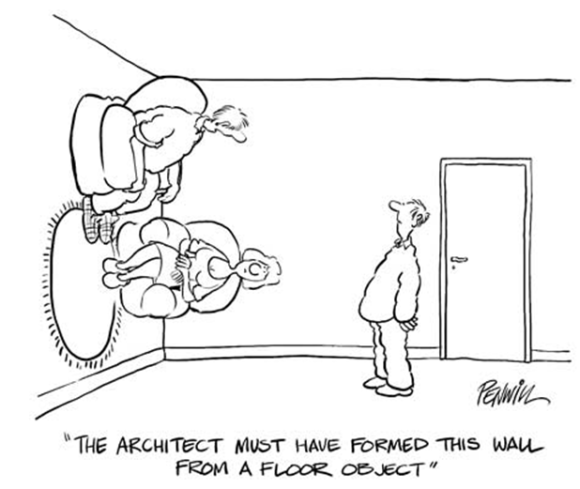 PENWILL
"THE ARCHITECT MUST HAVE FORMED THIS WALL
FROM A FLOOR OBJECT"